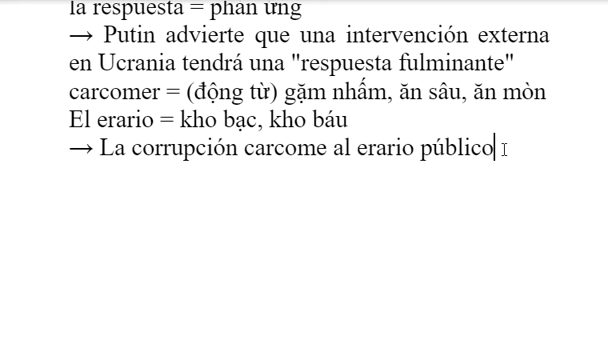 la respuesta = phản ứng
→ Putin advierte que una intervención externa
en Ucrania tendrá una "respuesta fulminante"
carcomer = (động từ) gặm nhấm, ăn sâu, ăn mòn
El erario = kho bạc, kho báu
→ La corrupción carcome al erario público